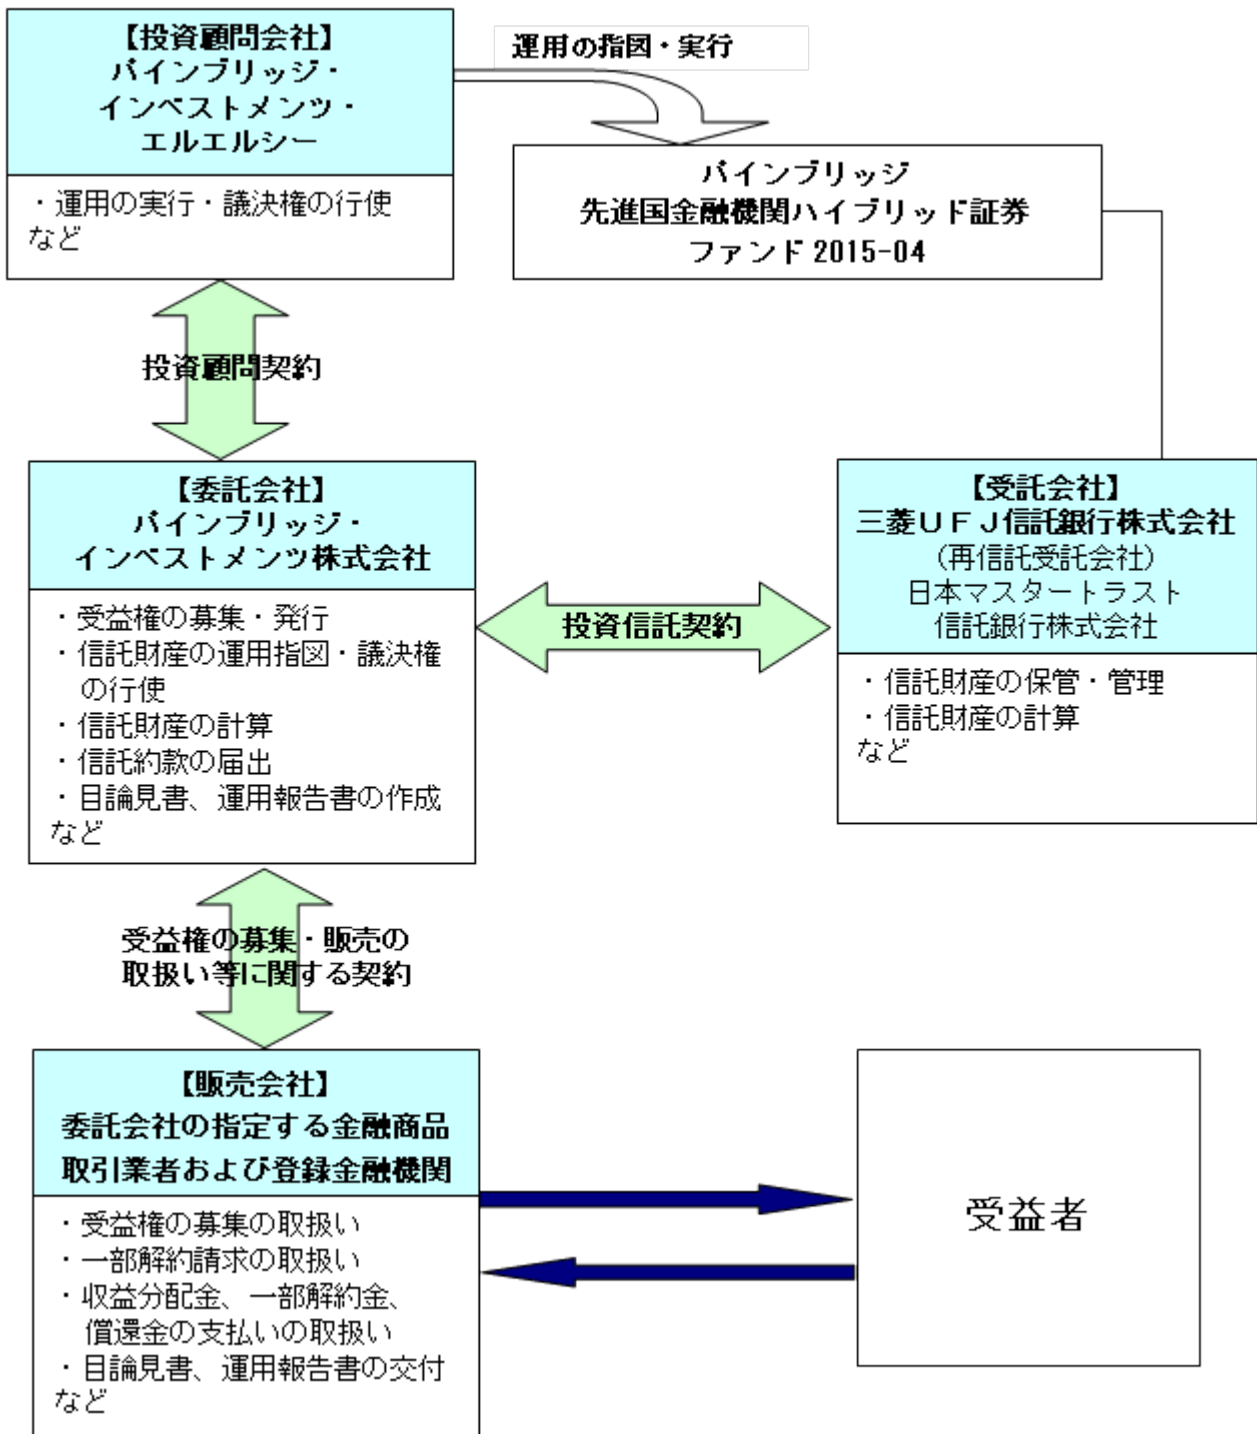 【投資顧問会社】
パインブリッジ・
インベストメンツ・
エルエルシー
・運用の実行・議決権の行使
など
運用の指図・実行
パインブリッジ
先進国金融機関ハイブリッド証券
ファンド 2015-04
投資顧問契約
【委託会社】
パインブリッジ・
インベストメンツ株式会社
・受益権の募集・発行
・信託財産の運用指図・議決権
の行使
・信託財産の計算
・信託約款の届出
・目論見書、運用報告書の作成
など
投資信託契約
【受託会社】
三菱ＵＦＪ信託銀行株式会社
（再信託受託会社）
日本マスタートラスト
信託銀行株式会社
・信託財産の保管・管理
・信託財産の計算
など
受益権の募集・販売の
取扱い等に関する契約
【販売会社】
委託会社の指定する金融商品
取引業者および登録金融機関
・受益権の募集の取扱い
・一部解約請求の取扱い
・収益分配金、一部解約金、
償還金の支払いの取扱い
・目論見書、運用報告書の交付
など
受益者